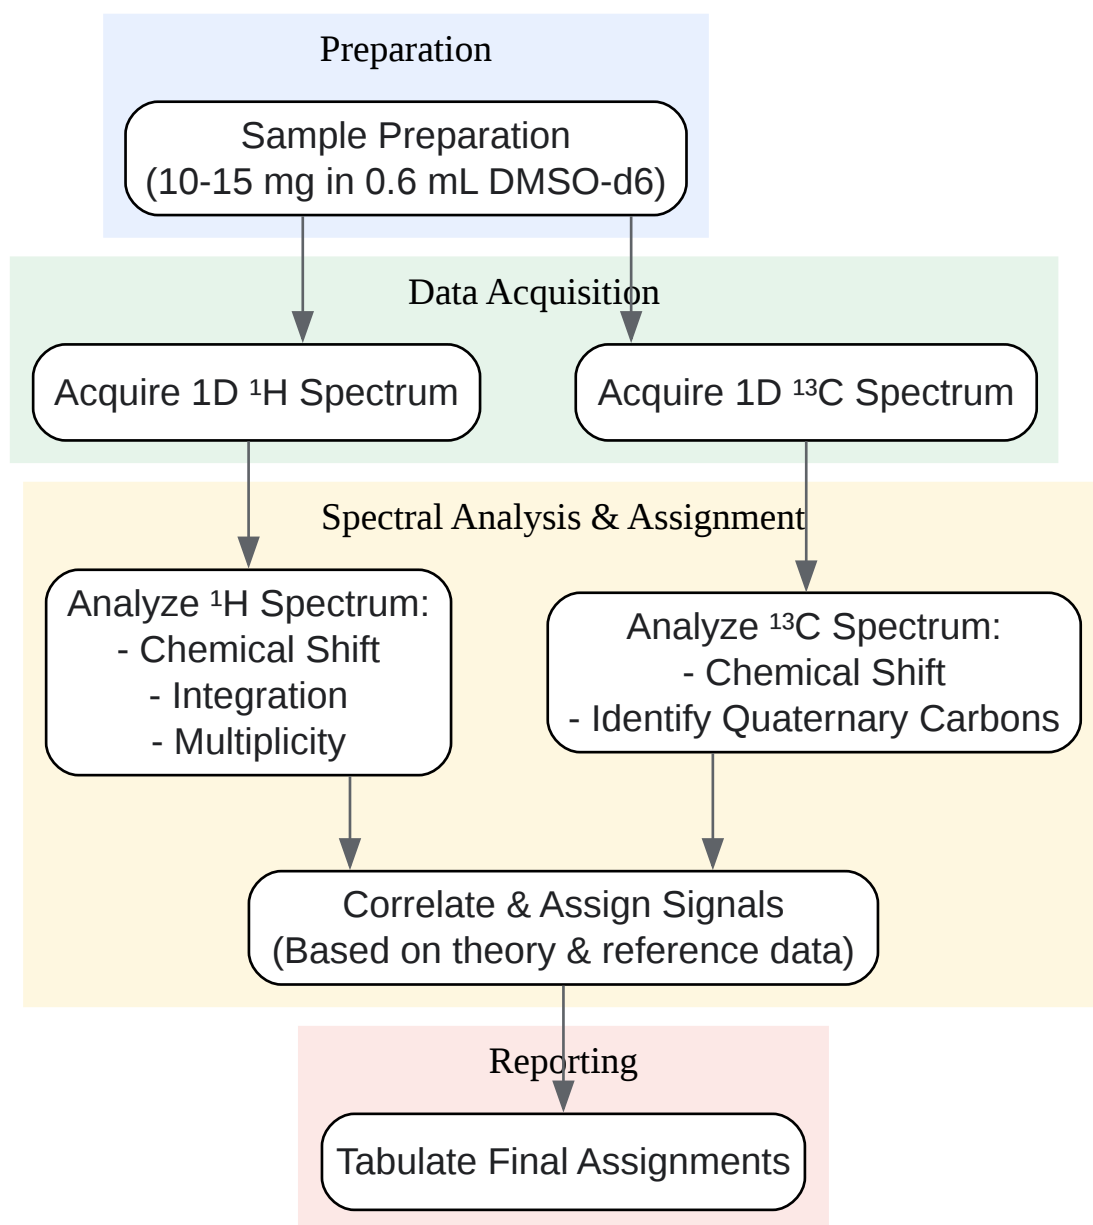 Preparation
Sample Preparation
(10-15 mg in 0.6 mL DMSO-d6)
Data Acquisition
Acquire 1D ¹H Spectrum
Acquire 1D ¹³C Spectrum
Spectral Analysis & Assignment
Analyze ¹H Spectrum:
- Chemical Shift
- Integration
- Multiplicity
Analyze ¹³C Spectrum:
- Chemical Shift
- Identify Quaternary Carbons
Correlate & Assign Signals
(Based on theory & reference data)
Reporting
Tabulate Final Assignments